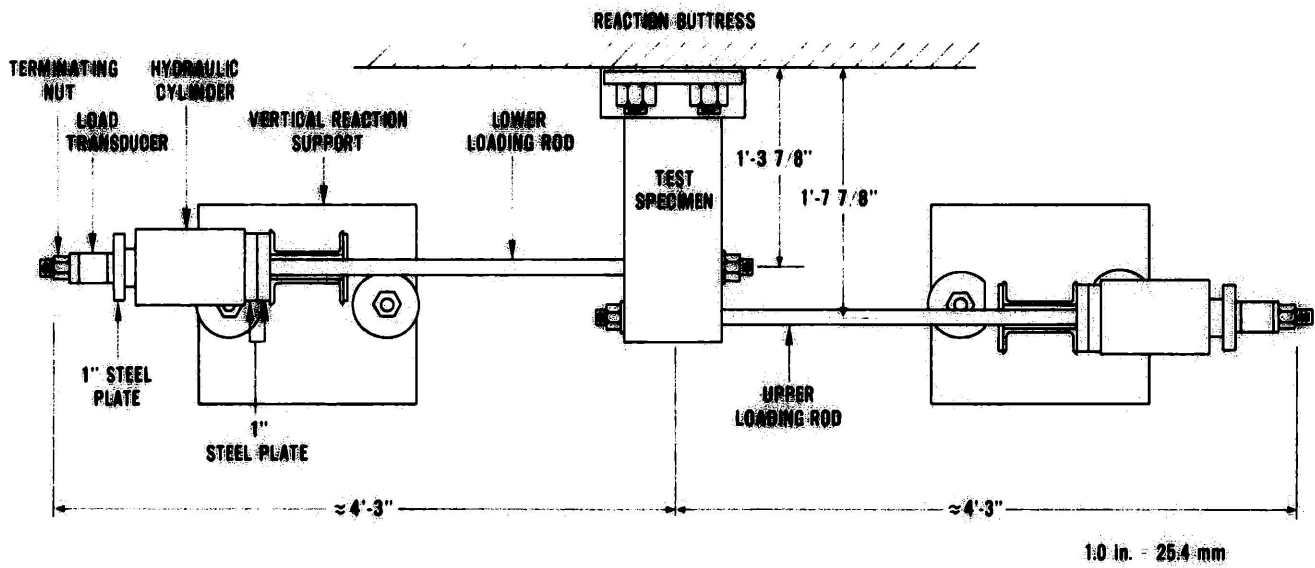 REACTION BUTTRESS
TERMINATING
NUT
HYDRAULIC
CYLINDER
LOAD
TRANSDUCER
VERTICAL REACTION
SUPPORT
LOWER
LOADING ROD
1'-3 7/8"
TEST
SPECIMEN
1'-7 7/8"
1" STEEL
PLATE
1"
STEEL PLATE
UPPER
LOADING ROD
≈ 4'-3"
≈ 4'-3"
1.0 in. = 25.4 mm